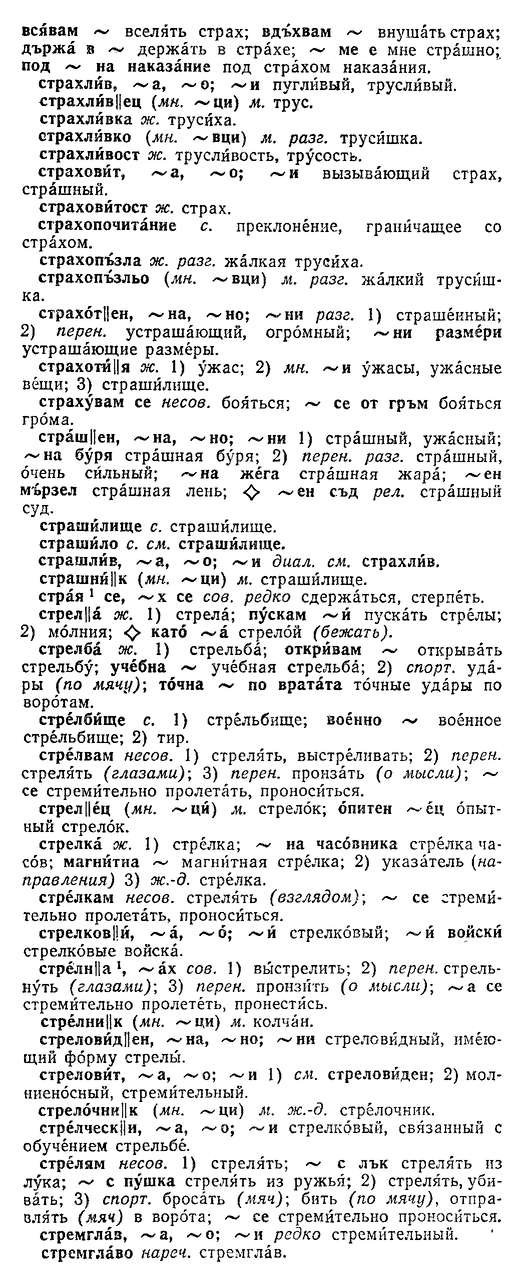 вся́вам ~ вселя́ть страх; вдъ́хвам ~ внуша́ть страх;
държа́ в ~ держа́ть в стра́хе; ~ ме е мне стра́шно;
под ~ на наказа́ние под стра́хом наказа́ния.
страхли́в, ~а, ~о; ~и пугли́вый, трусли́вый.
страхли́в||ец (мн. ~ци) м. трус.
страхли́вка ж. труси́ха.
страхли́вко (мн. ~вци) м. разг. труси́шка.
страхли́вост ж. трусли́вость, тру́сость.
страхови́т, ~а, ~о; ~и вызыва́ющий страх,
стра́шный.
страхови́тост ж. страх.
страхопочита́ние с. преклоне́ние, грани́чащее со
стра́хом.
страхопъ́зла ж. разг. жа́лкая труси́ха.
страхопъ́зльо (мн. ~вци) м. разг. жа́лкий труси́ш-
ка.
страхо́т||ен, ~на, ~но; ~ни разг. 1) страше́нный;
2) перен. устраша́ющий, огро́мный; ~ни разме́ри
устраша́ющие разме́ры.
страхоти́||я ж. 1) у́жас; 2) мн. ~и у́жасы, ужа́сные
ве́щи; 3) страши́лище.
страху́вам се несов. боя́ться; ~ се от гръм боя́ться
гро́ма.
стра́ш||ен, ~на, ~но; ~ни 1) стра́шный, ужа́сный;
~на бу́ря стра́шная бу́ря; 2) перен. разг. стра́шный,
о́чень си́льный; ~на же́га стра́шная жара́; ~ен
мъ́рзел стра́шная лень; ◇ ~ен съд рел. стра́шный
суд.
страши́лище с. страши́лище.
страши́ло с. см. страши́лище.
страшли́в, ~а, ~о; ~и диал. см. страхли́в.
страшни́||к (мн. ~ци) м. страши́лище.
стра́я¹ се, ~х се сов. редко сдержа́ться, стерпе́ть.
стрел||а́ ж. 1) стрела́; пу́скам ~и́ пуска́ть стре́лы;
2) мо́лния; ◇ като́ ~а́ стрело́й (бежать).
стрелба́ ж. 1) стрельба́; откри́вам ~ открыва́ть
стрельбу́; уче́бна ~ уче́бная стрельба́; 2) спорт. уда́-
ры (по мячу); то́чна ~ по врата́та то́чные уда́ры по
воро́там.
стре́лбище с. 1) стре́льбище; вое́нно ~ вое́нное
стре́льбище; 2) тир.
стре́лвам несов. 1) стреля́ть, выстре́ливать; 2) перен.
стреля́ть (глазами); 3) перен. пронза́ть (о мысли); ~
се стреми́тельно пролета́ть, проноси́ться.
стрел||е́ц (мн. ~ци́) м. стрело́к; о́питен ~е́ц о́пыт-
ный стрело́к.
стрелка́ ж. 1) стре́лка; ~ на часо́вника стре́лка ча-
со́в; магни́тна ~ магни́тная стре́лка; 2) указа́тель (на-
правления) 3) ж.-д. стре́лка.
стре́лкам несов. стреля́ть (взглядом); ~ се стреми́-
тельно пролета́ть, проноси́ться.
стрелков||и́, ~а́, ~о́; ~и́ стрелко́вый; ~и́ войски́
стрелко́вые войска́.
стре́лн||а¹, ~ах сов. 1) вы́стрелить; 2) перен. стрель-
ну́ть (глазами); 3) перен. пронзи́ть (о мысли); ~а се
стреми́тельно пролете́ть, пронести́сь.
стре́лни||к (мн. ~ци) м. колча́н.
стрелови́д||ен, ~на, ~но; ~ни стрелови́дный, име́ю-
щий фо́рму стрелы́.
стрелови́т, ~а, ~о; ~и 1) см. стрелови́ден; 2) мол-
ниено́сный, стреми́тельный.
стрело́чни||к (мн. ~ци) м. ж.-д. стре́лочник.
стре́лческ||и, ~а, ~о; ~и стрелко́вый, свя́занный с
обуче́нием стрельбе́.
стре́лям несов. 1) стреля́ть; ~ с лък стреля́ть из
лу́ка; ~ с пу́шка стреля́ть из ружья́; 2) стреля́ть, уби-
ва́ть; 3) спорт. броса́ть (мяч); бить (по мячу), отпра-
вля́ть (мяч) в воро́та; ~ се стреми́тельно проноси́ться.
стремгла́в, ~а, ~о; ~и редко стреми́тельный.
стремгла́во нареч. стремгла́в.